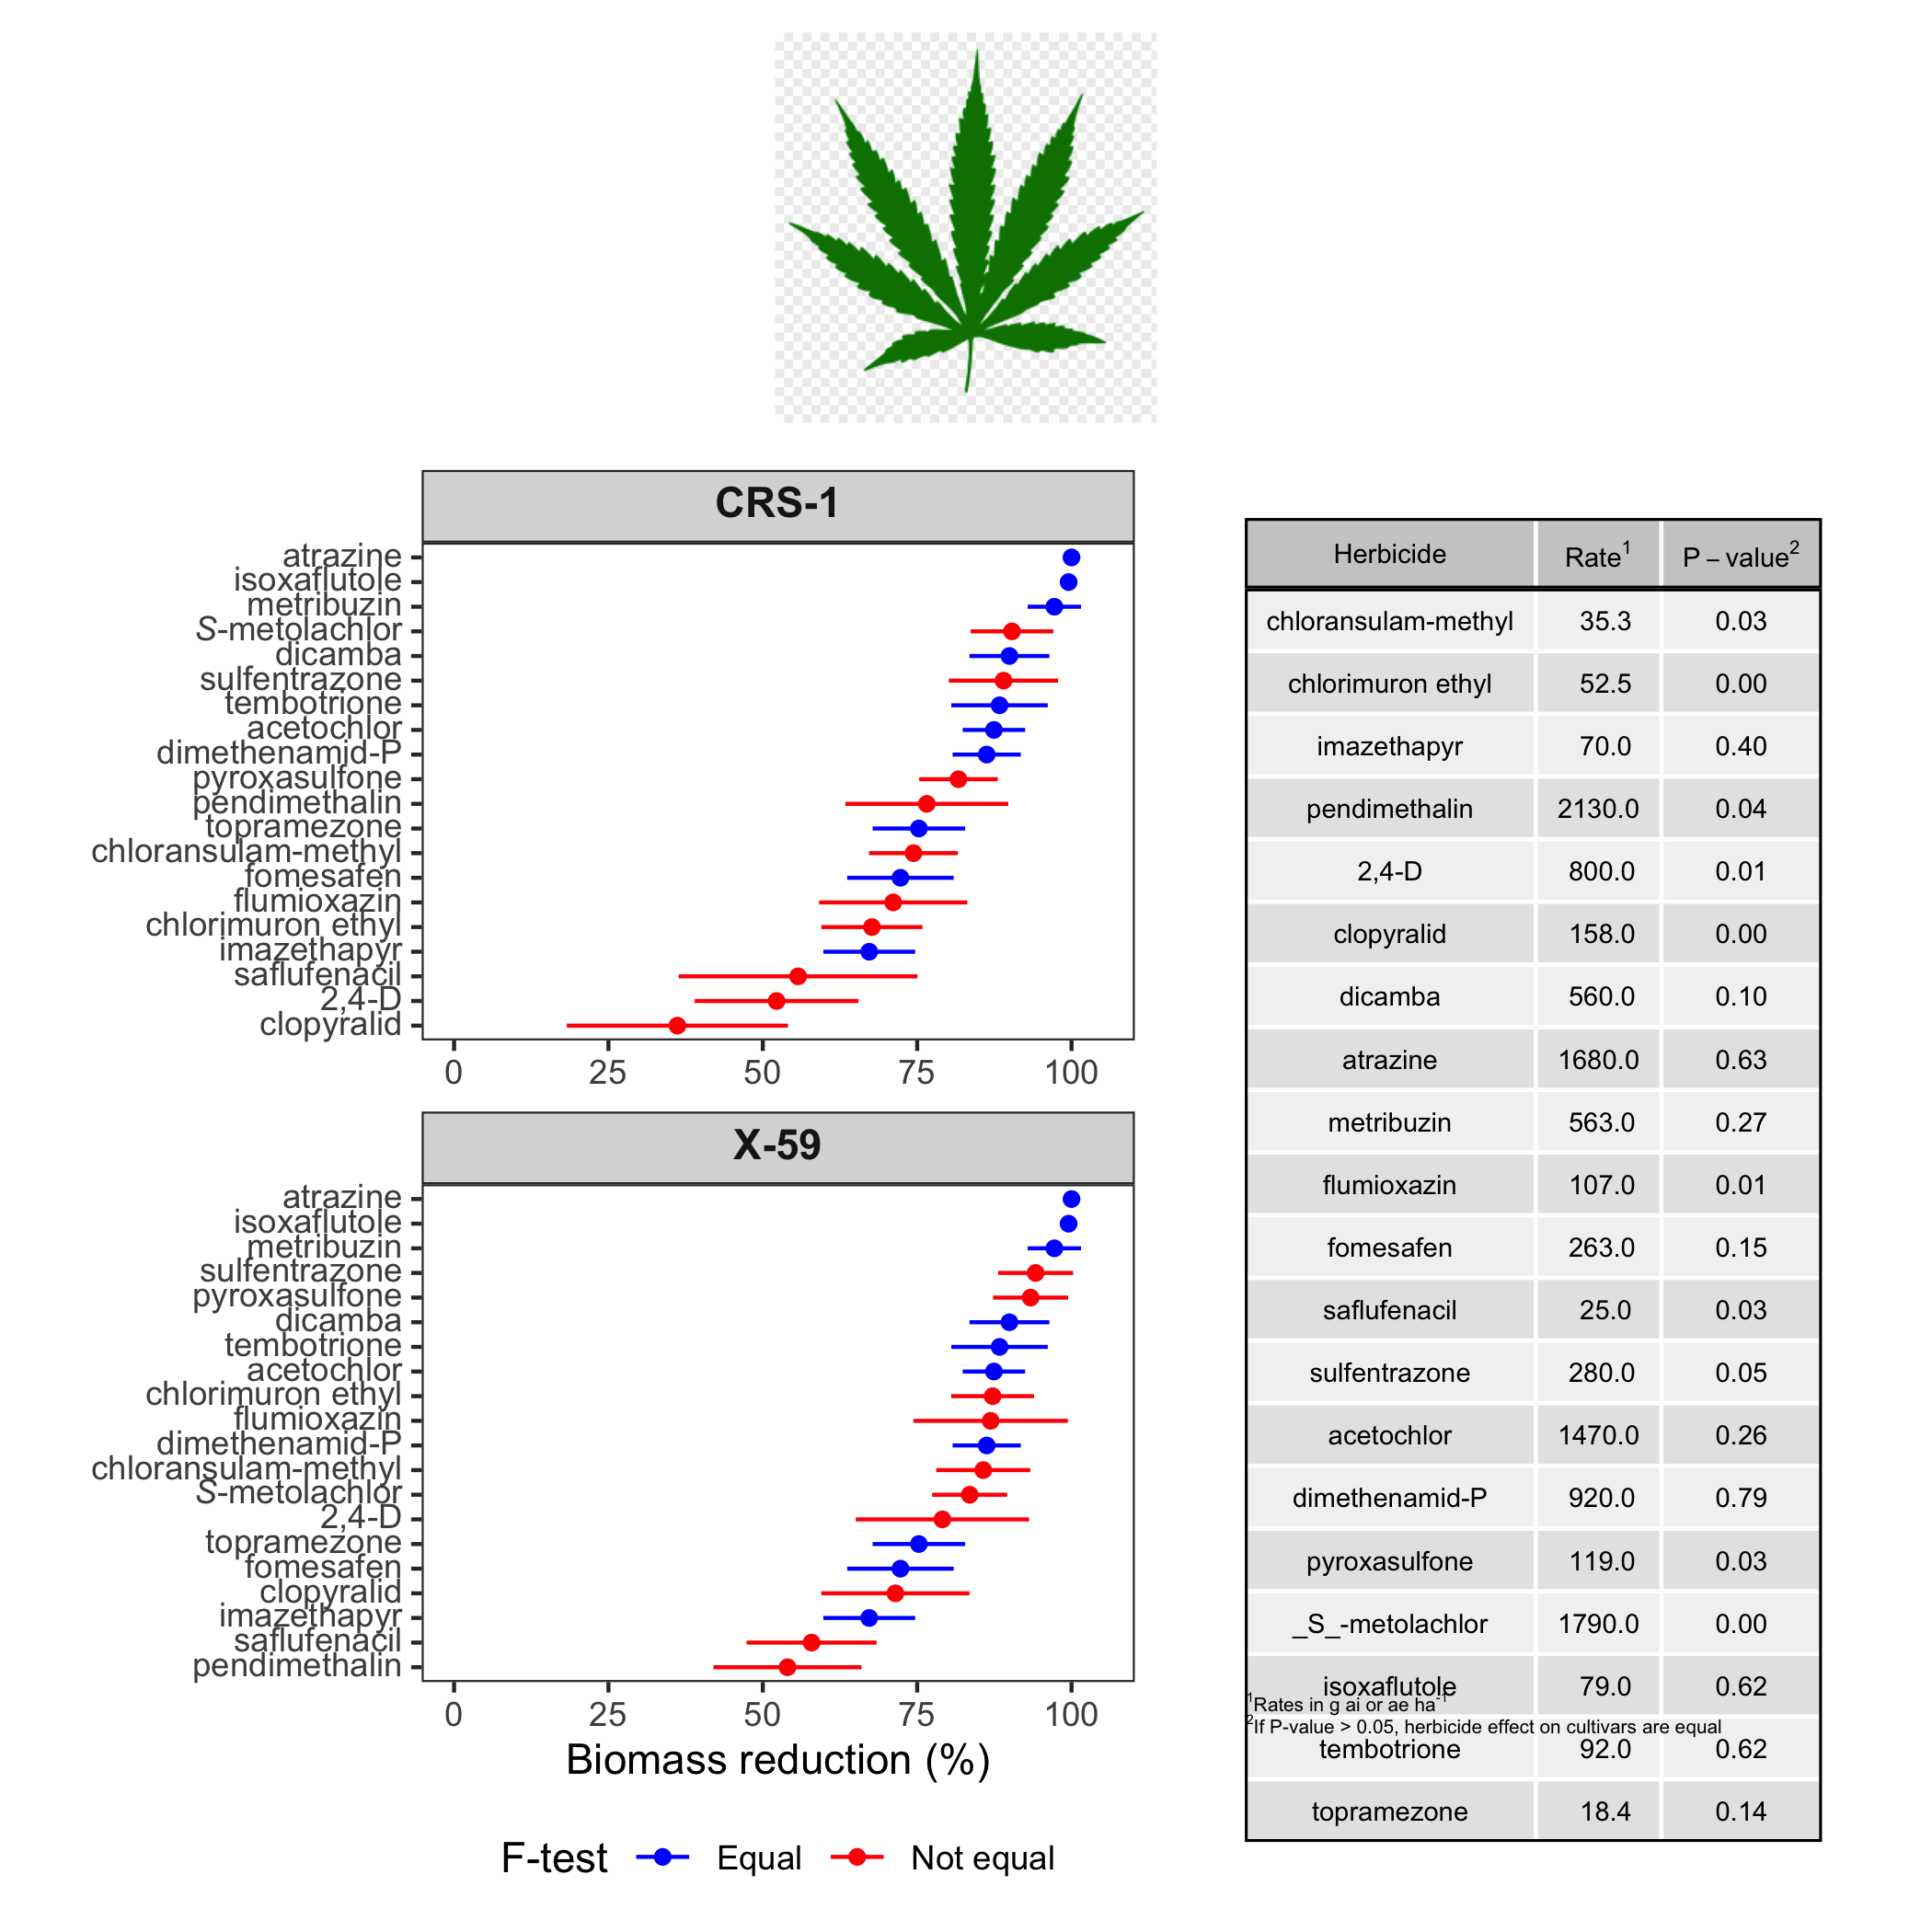 CRS-1
atrazine
isoxaflutole
metribuzin
S-metolachlor
dicamba
sulfentrazone
tembotrione
acetochlor
dimethenamid-P
pyroxasulfone
pendimethalin
topramezone
chloransulam-methyl
fomesafen
flumioxazin
chlorimuron ethyl
imazethapyr
saflufenacil
2,4-D
clopyralid
0 25 50 75 100
X-59
atrazine
isoxaflutole
metribuzin
sulfentrazone
pyroxasulfone
dicamba
tembotrione
acetochlor
chlorimuron ethyl
flumioxazin
dimethenamid-P
chloransulam-methyl
S-metolachlor
2,4-D
topramezone
fomesafen
clopyralid
imazethapyr
saflufenacil
pendimethalin
0 25 50 75 100
Biomass reduction (%)
F-test Equal Not equal
Herbicide Rate¹ P – value²
chloransulam-methyl 35.3 0.03
chlorimuron ethyl 52.5 0.00
imazethapyr 70.0 0.40
pendimethalin 2130.0 0.04
2,4-D 800.0 0.01
clopyralid 158.0 0.00
dicamba 560.0 0.10
atrazine 1680.0 0.63
metribuzin 563.0 0.27
flumioxazin 107.0 0.01
fomesafen 263.0 0.15
saflufenacil 25.0 0.03
sulfentrazone 280.0 0.05
acetochlor 1470.0 0.26
dimethenamid-P 920.0 0.79
pyroxasulfone 119.0 0.03
_S_-metolachlor 1790.0 0.00
isoxaflutole 79.0 0.62
¹Rates in g ai or ae ha⁻¹
²If P-value > 0.05, herbicide effect on cultivars are equal
tembotrione 92.0 0.62
topramezone 18.4 0.14